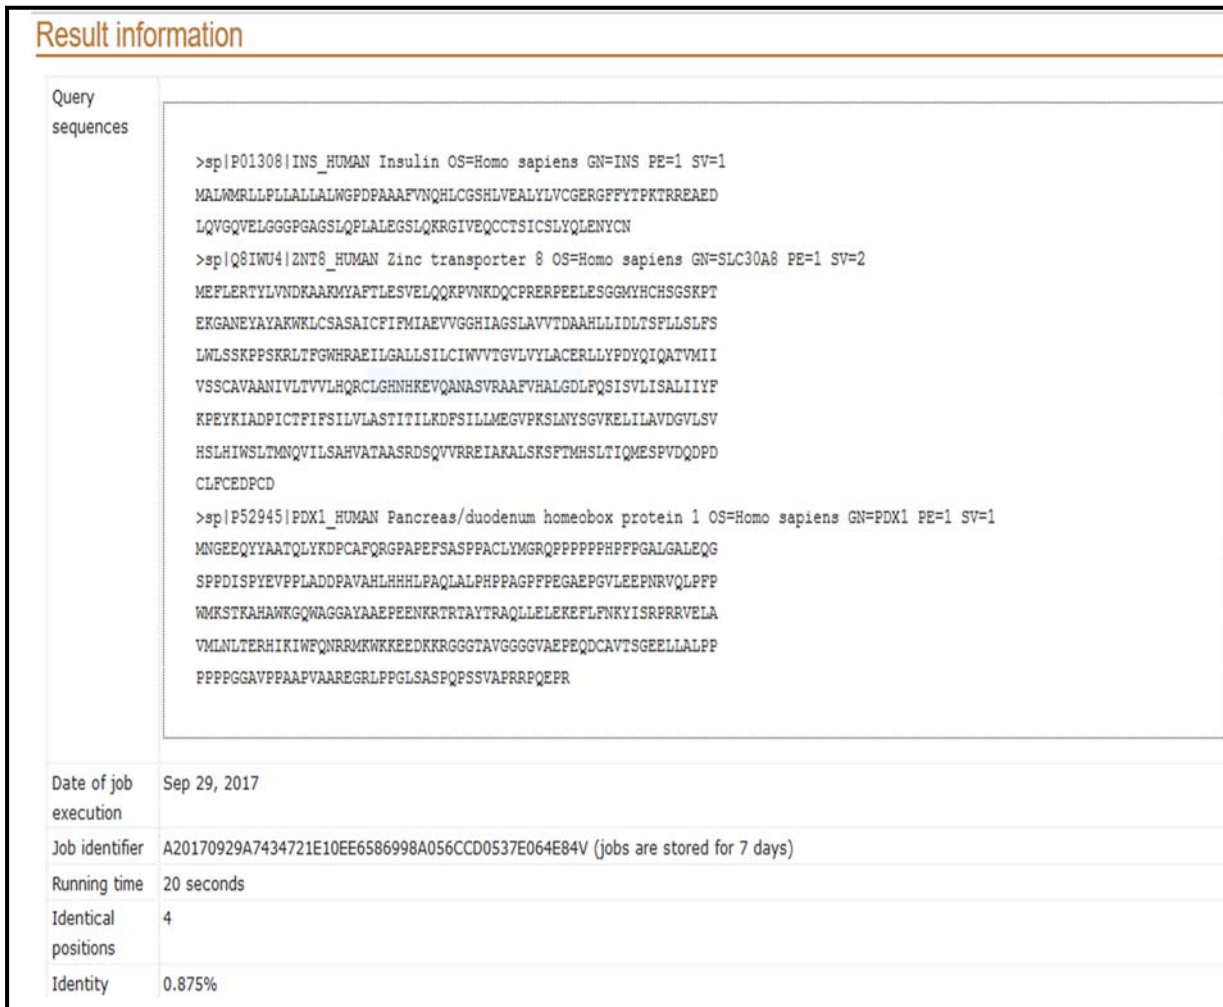 Result information
Query
sequences
>sp|P01308|INS_HUMAN Insulin OS=Homo sapiens GN=INS PE=1 SV=1
MALWMRLLPLLALLALWGPDPAAAFVNQHLCGSHLVEALYLVCGERGFFYTPKTRREAED
LQVGQVELGGGPGAGSLQPLALEGSLQKRGIVEQCCTSICSLYQLENYCN
>sp|Q8IWU4|ZNT8_HUMAN Zinc transporter 8 OS=Homo sapiens GN=SLC30A8 PE=1 SV=2
MEFLERTYLVNDKAAKMYAFTLESVELQQKPVNKDQCPRERPEELESGGMYHCHSGSKPT
EKGANEYAYAKWKLCSASAICFIFMIAEVVGGHIAGSLAVVTDAAHLLIDLTSFLLSLFS
LWLSSKPPSKRLTFGWHRAEILGALLSILCIWVVTGVLVYLACERLLYPDYQIQATVMII
VSSCAVAANIVLTVVLHQRCLGHNHKEVQANASVRAAFVHALGDLFQSISVLISALIIYF
KPEYKIADPICTFIFSILVLASTITILKDFSILLMEGVPKSLNYSGVKELILAVDGVLSV
HSLHIWSLTMNQVILSAHVATAASRDSQVVRREIAKALSKSFTMHSLTIQMESPVDQDPD
CLFCEDPCD
>sp|P52945|PDX1_HUMAN Pancreas/duodenum homeobox protein 1 OS=Homo sapiens GN=PDX1 PE=1 SV=1
MNGEEQYYAATQLYKDPCAFQRGPAPEFSASPPACLYMGRQPPPPPPHPFPGALGALEQG
SPPDISPYEVPPLADDPAVAHLHHHLPAQLALPHPPAGPFPEGAEPGVLEEPNRVQLPFP
WMKSTKAHAWKGQWAGGAYAAEPEENKRTRTAYTRAQLLELEKEFLFNKYISRPRRVELA
VMLNLTERHIKIWFQNRRMKWKKEEDKKRGGGTAVGGGGVAEPEQDCAVTSGEELLALPP
PPPPGGAVPPAAPVAAREGRLPPGLSASPQPSSVAPRRPQEPR
Date of job
execution
Sep 29, 2017
Job identifier
A20170929A7434721E10EE6586998A056CCD0537E064E84V (jobs are stored for 7 days)
Running time
20 seconds
Identical
positions
4
Identity
0.875%